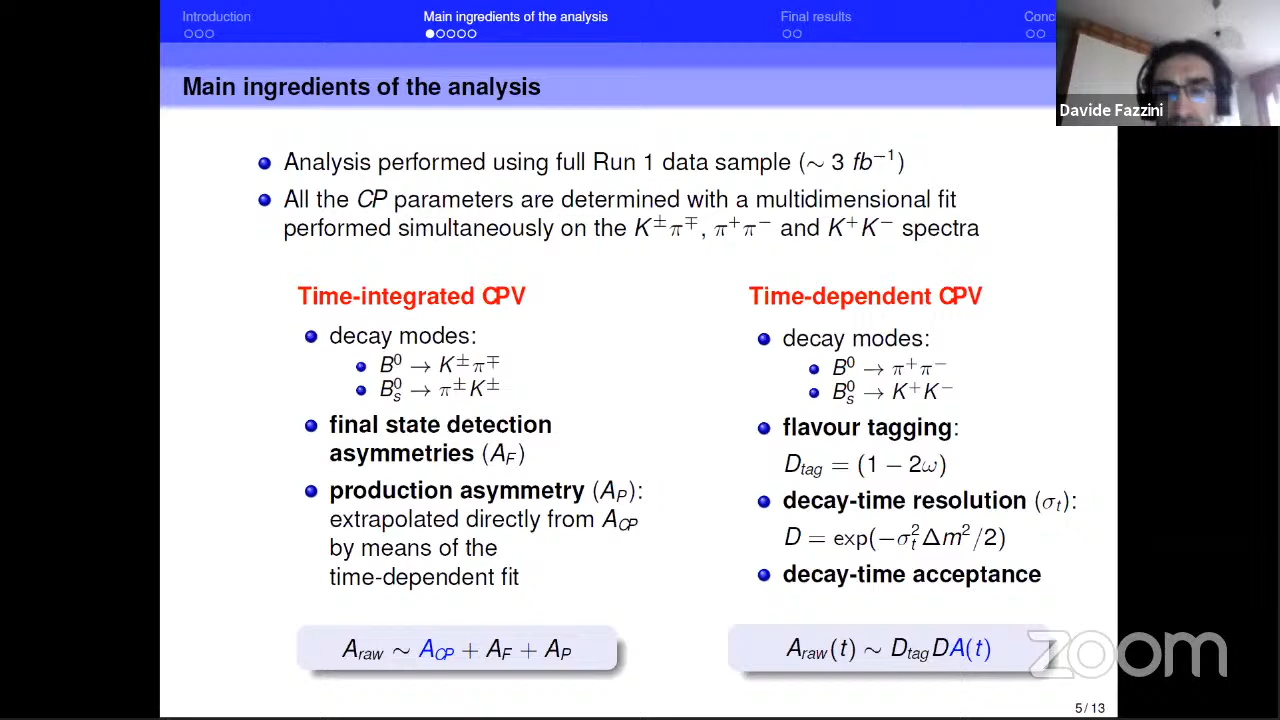 Introduction
Main ingredients of the analysis
Final results
Conc
Main ingredients of the analysis
Davide Fazzini
Analysis performed using full Run 1 data sample (∼ 3 fb⁻¹)
All the CP parameters are determined with a multidimensional fit
performed simultaneously on the K±π∓, π⁺π⁻ and K⁺K⁻ spectra
Time-integrated CPV
decay modes:
B⁰ → K±π∓
B⁰ₛ → π±K±
final state detection
asymmetries (A_F)
production asymmetry (A_P):
extrapolated directly from A_CP
by means of the
time-dependent fit
A_raw ∼ A_CP + A_F + A_P
Time-dependent CPV
decay modes:
B⁰ → π⁺π⁻
B⁰ₛ → K⁺K⁻
flavour tagging:
D_tag = (1 − 2ω)
decay-time resolution (σ_t):
D = exp(−σ_t²Δm²/2)
decay-time acceptance
A_raw(t) ∼ D_tag DA(t)
zoom
5 / 13